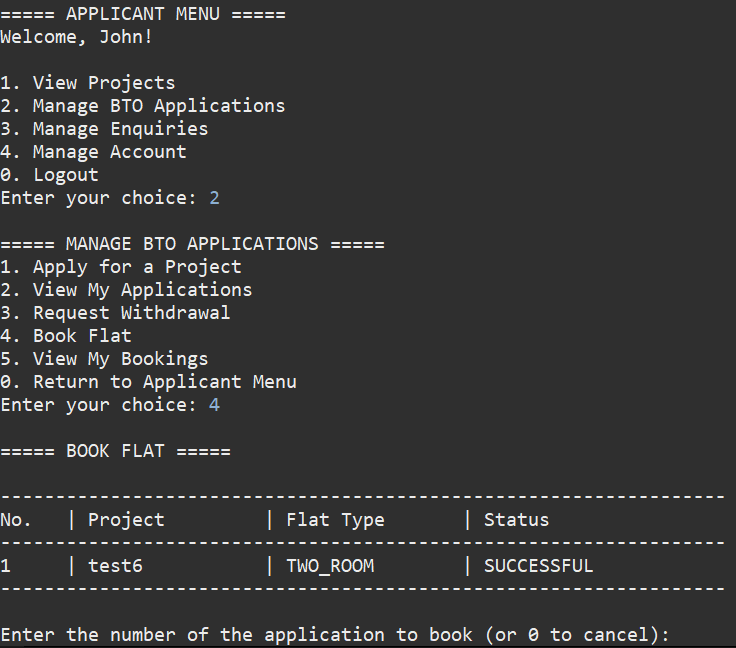 ===== APPLICANT MENU =====
Welcome, John!
1. View Projects
2. Manage BTO Applications
3. Manage Enquiries
4. Manage Account
0. Logout
Enter your choice: 2
===== MANAGE BTO APPLICATIONS =====
1. Apply for a Project
2. View My Applications
3. Request Withdrawal
4. Book Flat
5. View My Bookings
0. Return to Applicant Menu
Enter your choice: 4
===== BOOK FLAT =====
------------------------------------------------------------------
No.   | Project         | Flat Type       | Status
------------------------------------------------------------------
1     | test6           | TWO_ROOM        | SUCCESSFUL
------------------------------------------------------------------
Enter the number of the application to book (or 0 to cancel):